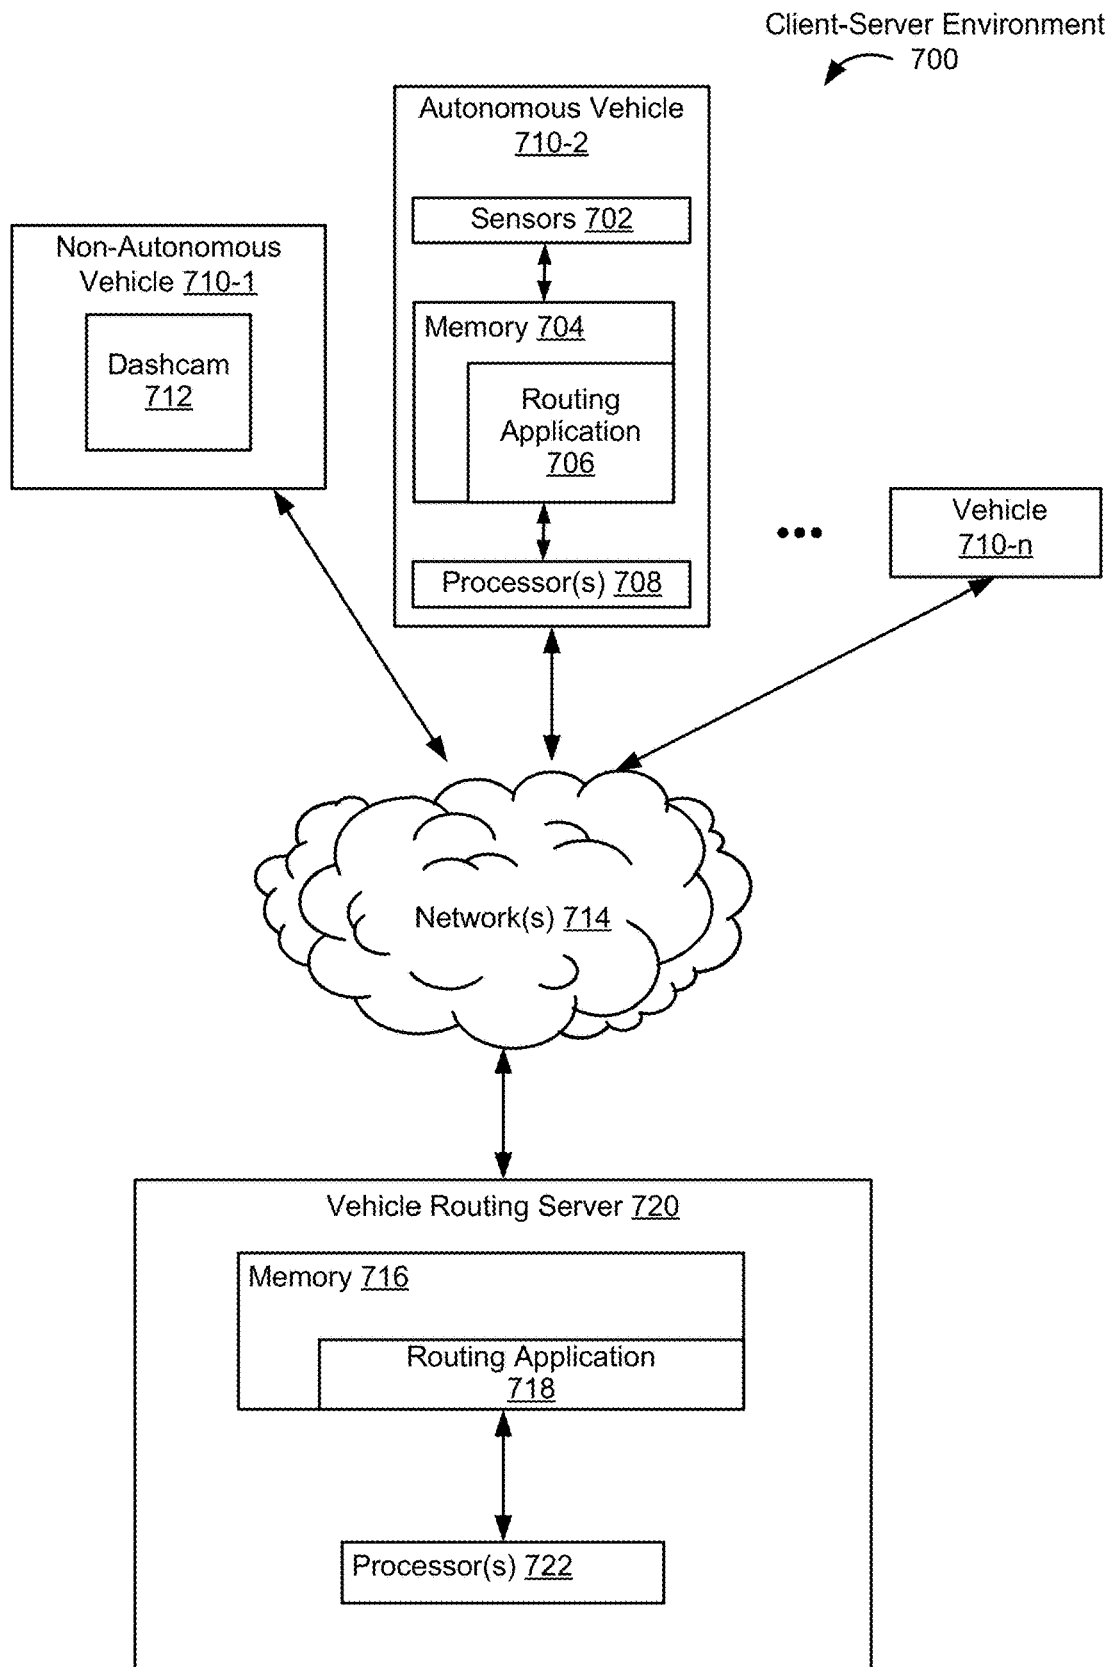 Client-Server Environment
700
Autonomous Vehicle
710-2
Sensors 702
Memory 704
Routing
Application
706
Processor(s) 708
Non-Autonomous
Vehicle 710-1
Dashcam
712
Vehicle
710-n
Network(s) 714
Vehicle Routing Server 720
Memory 716
Routing Application
718
Processor(s) 722